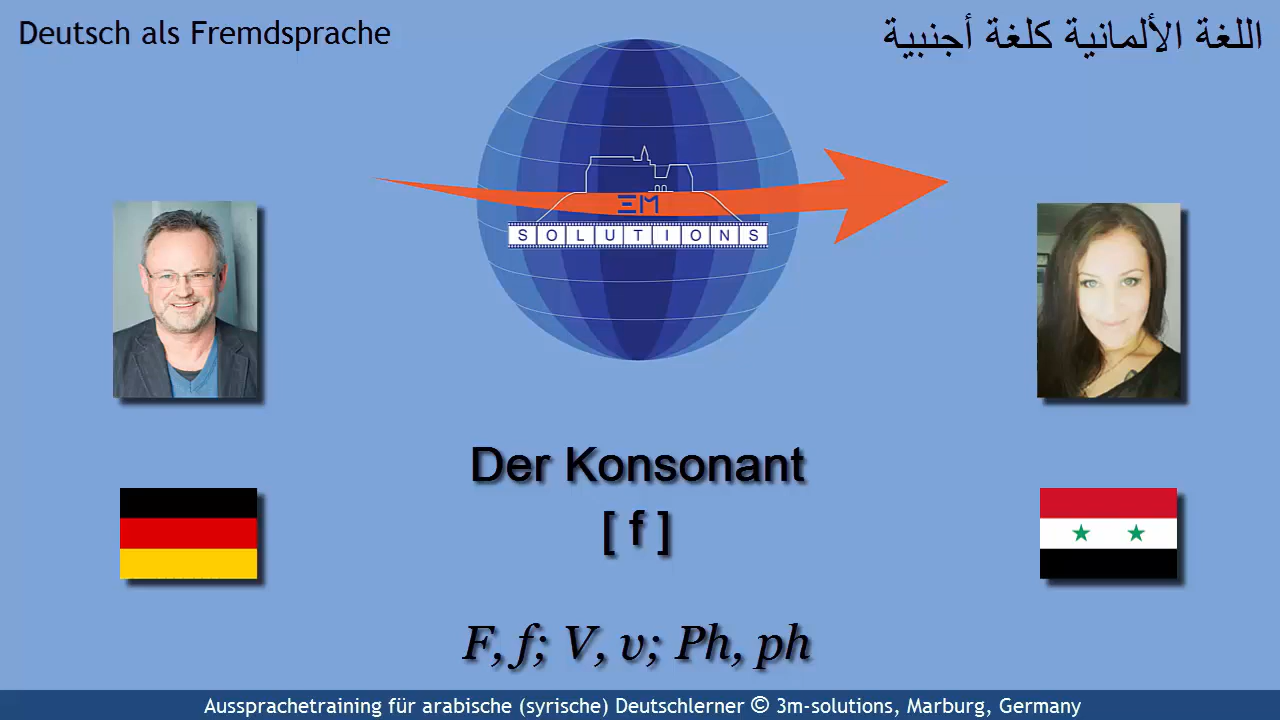 Deutsch als Fremdsprache
اللغة الألمانية كلغة أجنبية
3M
SOLUTIONS
Der Konsonant
[ f ]
F, f; V, v; Ph, ph
Aussprachetraining für arabische (syrische) Deutschlerner © 3m-solutions, Marburg, Germany